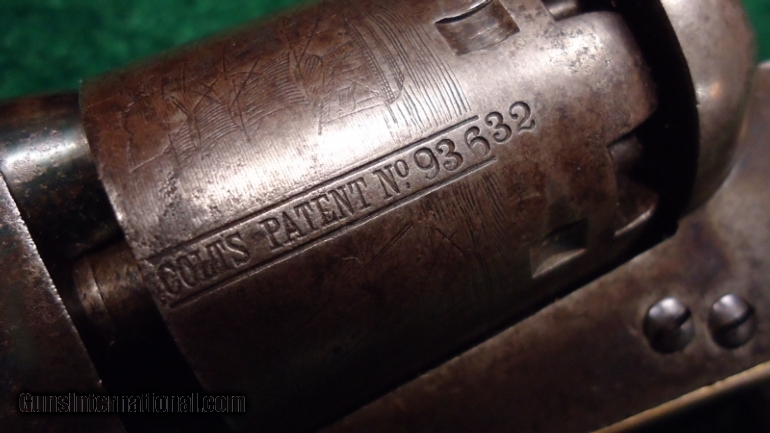 COLTS PATENT Nº 93632
GunsInternational.com